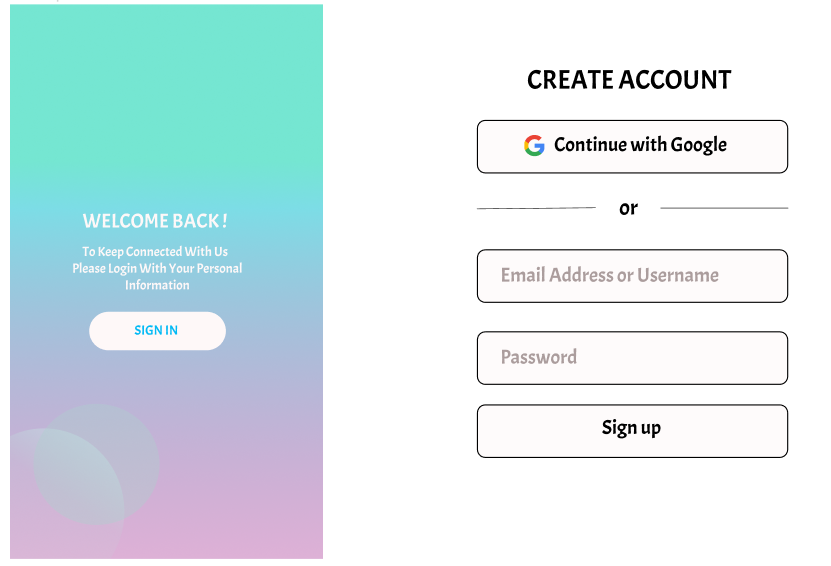 WELCOME BACK !
To Keep Connected With Us
Please Login With Your Personal
Information
SIGN IN
CREATE ACCOUNT
Continue with Google
or
Email Address or Username
Password
Sign up